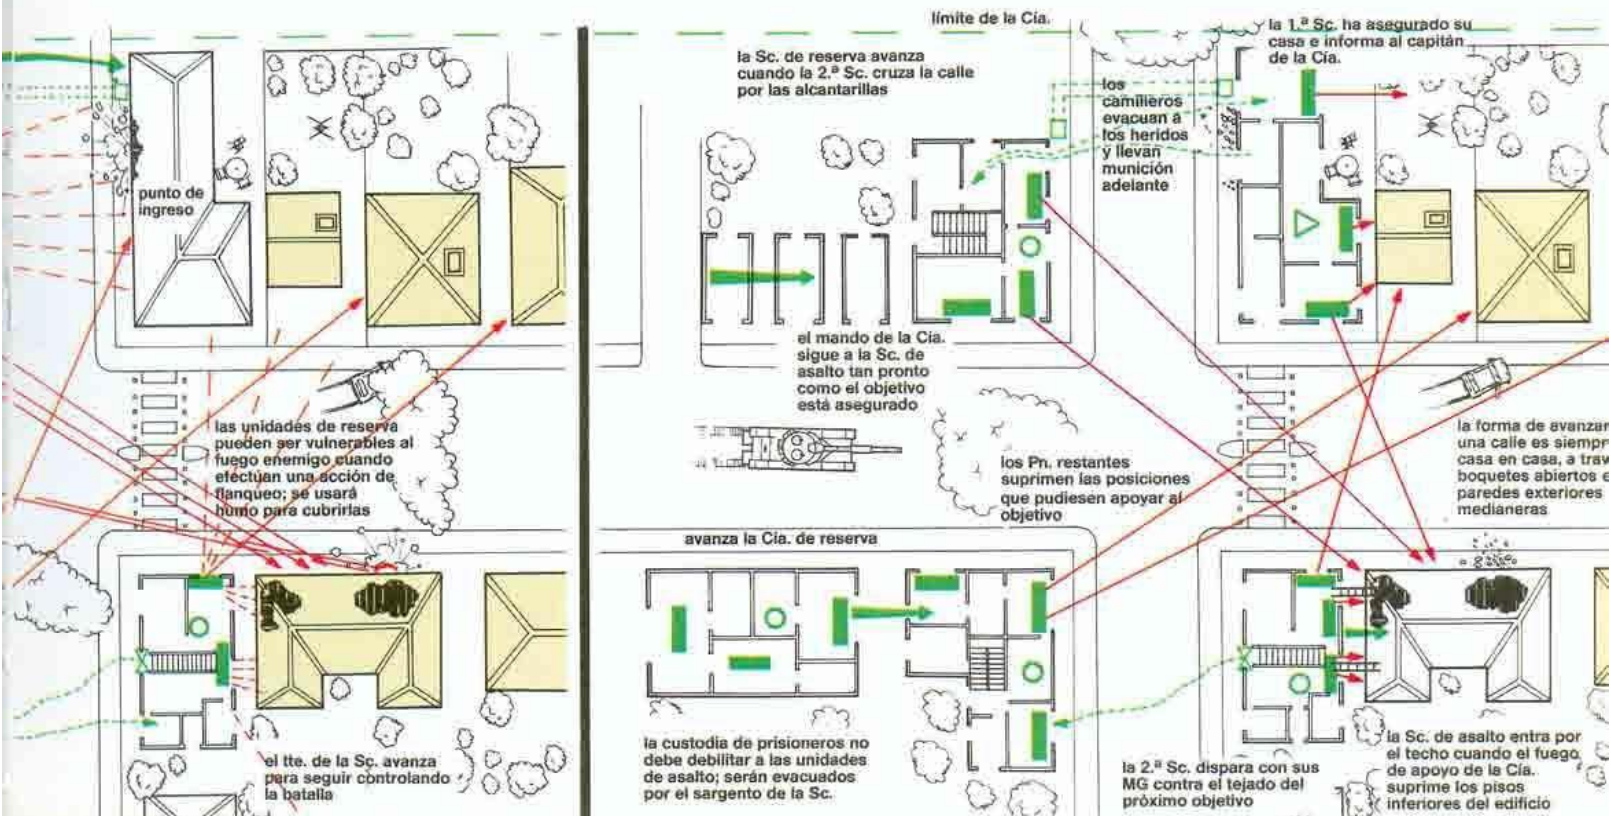 límite de la Cía.
la Sc. de reserva avanza
cuando la 2.ª Sc. cruza la calle
por las alcantarillas
la 1.ª Sc. ha asegurado su
casa e informa al capitán
de la Cía.
los
camilleros
evacuan a
los heridos
y llevan
munición
adelante
punto de
ingreso
el mando de la Cía.
sigue a la Sc. de
asalto tan pronto
como el objetivo
está asegurado
las unidades de reserva
pueden ser vulnerables al
fuego enemigo cuando
efectúan una acción de
flanqueo; se usará
humo para cubrirlas
los Pn. restantes
suprimen las posiciones
que pudiesen apoyar al
objetivo
la forma de avanzar
una calle es siempr
casa en casa, a trav
boquetes abiertos e
paredes exteriores
medianeras
avanza la Cía. de reserva
el tte. de la Sc. avanza
para seguir controlando
la batalla
la custodia de prisioneros no
debe debilitar a las unidades
de asalto; serán evacuados
por el sargento de la Sc.
la 2.ª Sc. dispara con sus
MG contra el tejado del
próximo objetivo
la Sc. de asalto entra por
el techo cuando el fuego
de apoyo de la Cía.
suprime los pisos
inferiores del edificio